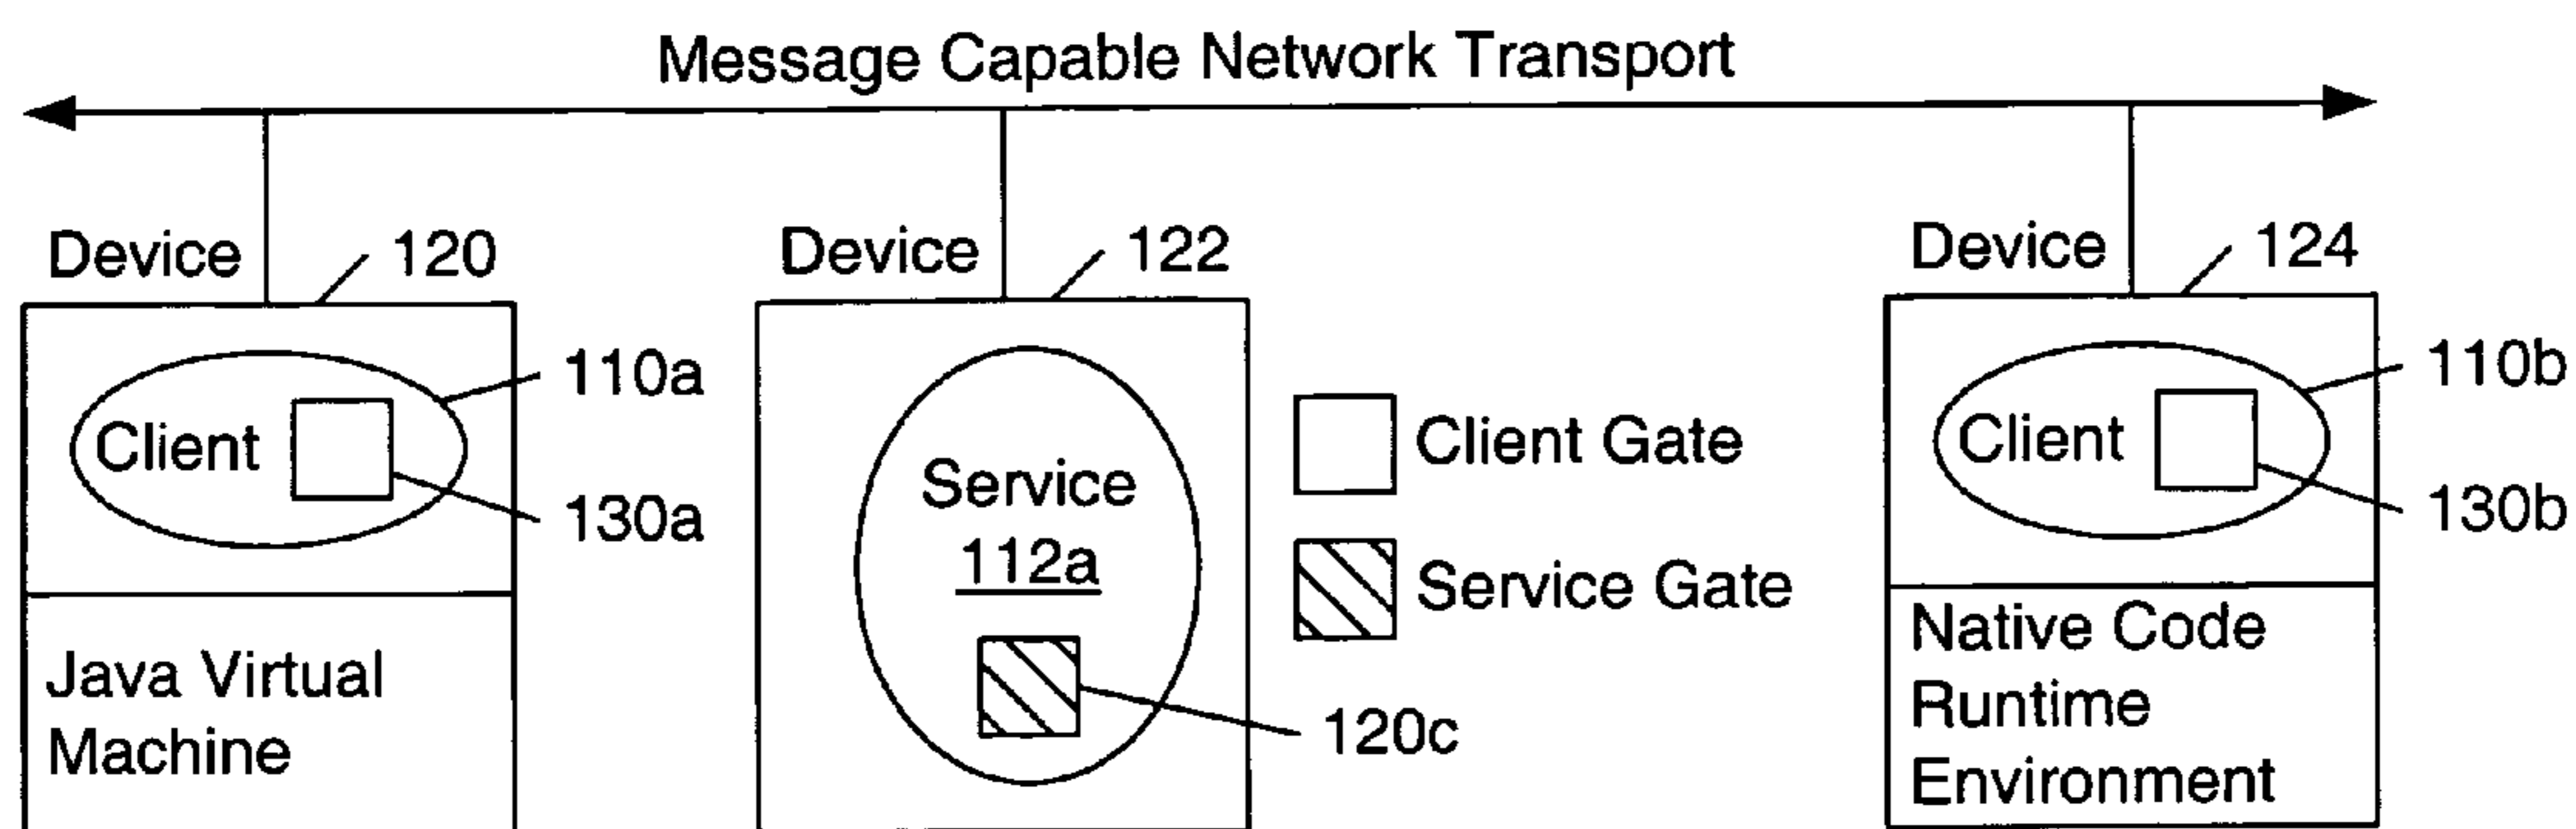 Message Capable Network Transport
Device
120
Device
122
Device
124
Client
110a
130a
Java Virtual
Machine
Service
112a
120c
Client Gate
Service Gate
Client
110b
130b
Native Code
Runtime
Environment